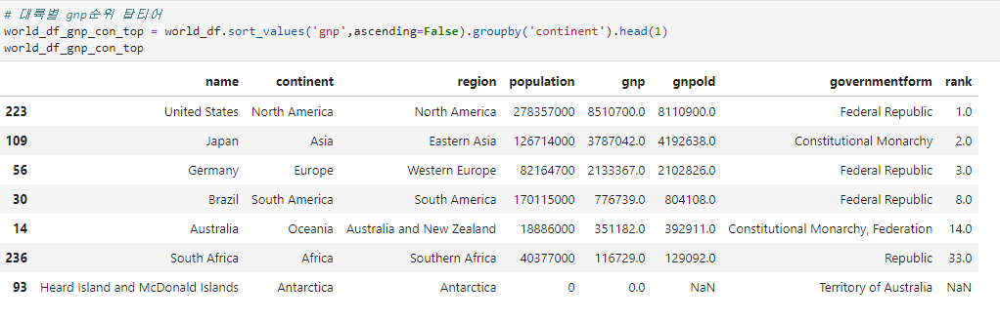 # 대륙별 gnp순위 탑티어
world_df_gnp_con_top = world_df.sort_values('gnp',ascending=False).groupby('continent').head(1)
world_df_gnp_con_top
name continent region population gnp gnpold governmentform rank
223 United States North America North America 278357000 8510700.0 8110900.0 Federal Republic 1.0
109 Japan Asia Eastern Asia 126714000 3787042.0 4192638.0 Constitutional Monarchy 2.0
56 Germany Europe Western Europe 82164700 2133367.0 2102826.0 Federal Republic 3.0
30 Brazil South America South America 170115000 776739.0 804108.0 Federal Republic 8.0
14 Australia Oceania Australia and New Zealand 18886000 351182.0 392911.0 Constitutional Monarchy, Federation 14.0
236 South Africa Africa Southern Africa 40377000 116729.0 129092.0 Republic 33.0
93 Heard Island and McDonald Islands Antarctica Antarctica 0 0.0 NaN Territory of Australia NaN